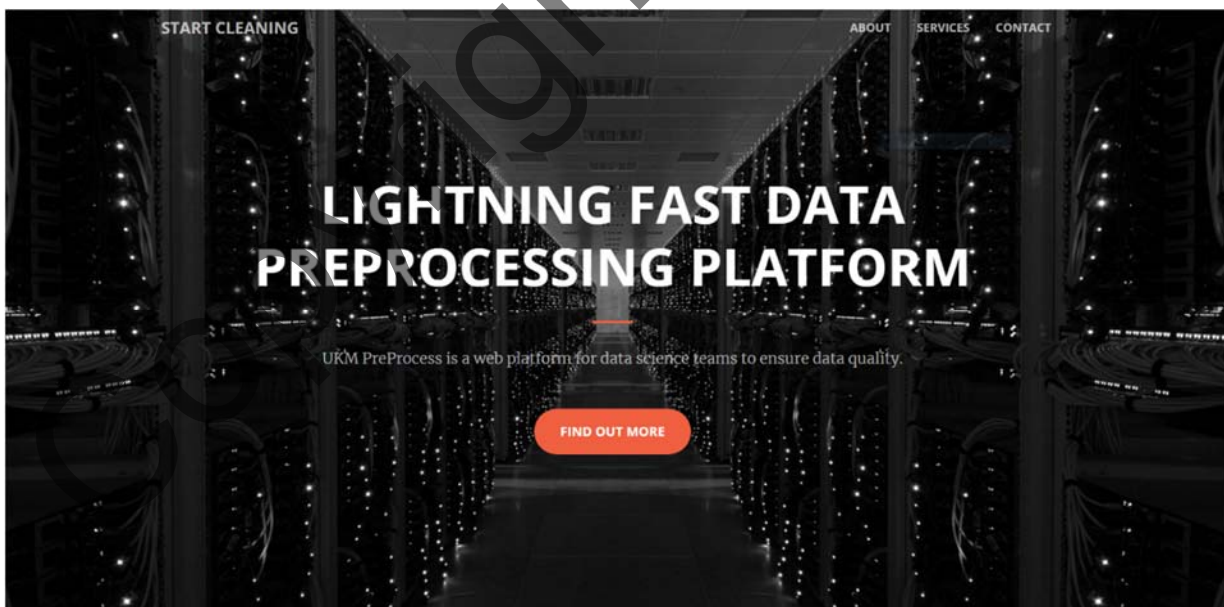 START CLEANING
ABOUT SERVICES CONTACT
LIGHTNING FAST DATA
PREPROCESSING PLATFORM
UKM PreProcess is a web platform for data science teams to ensure data quality.
FIND OUT MORE